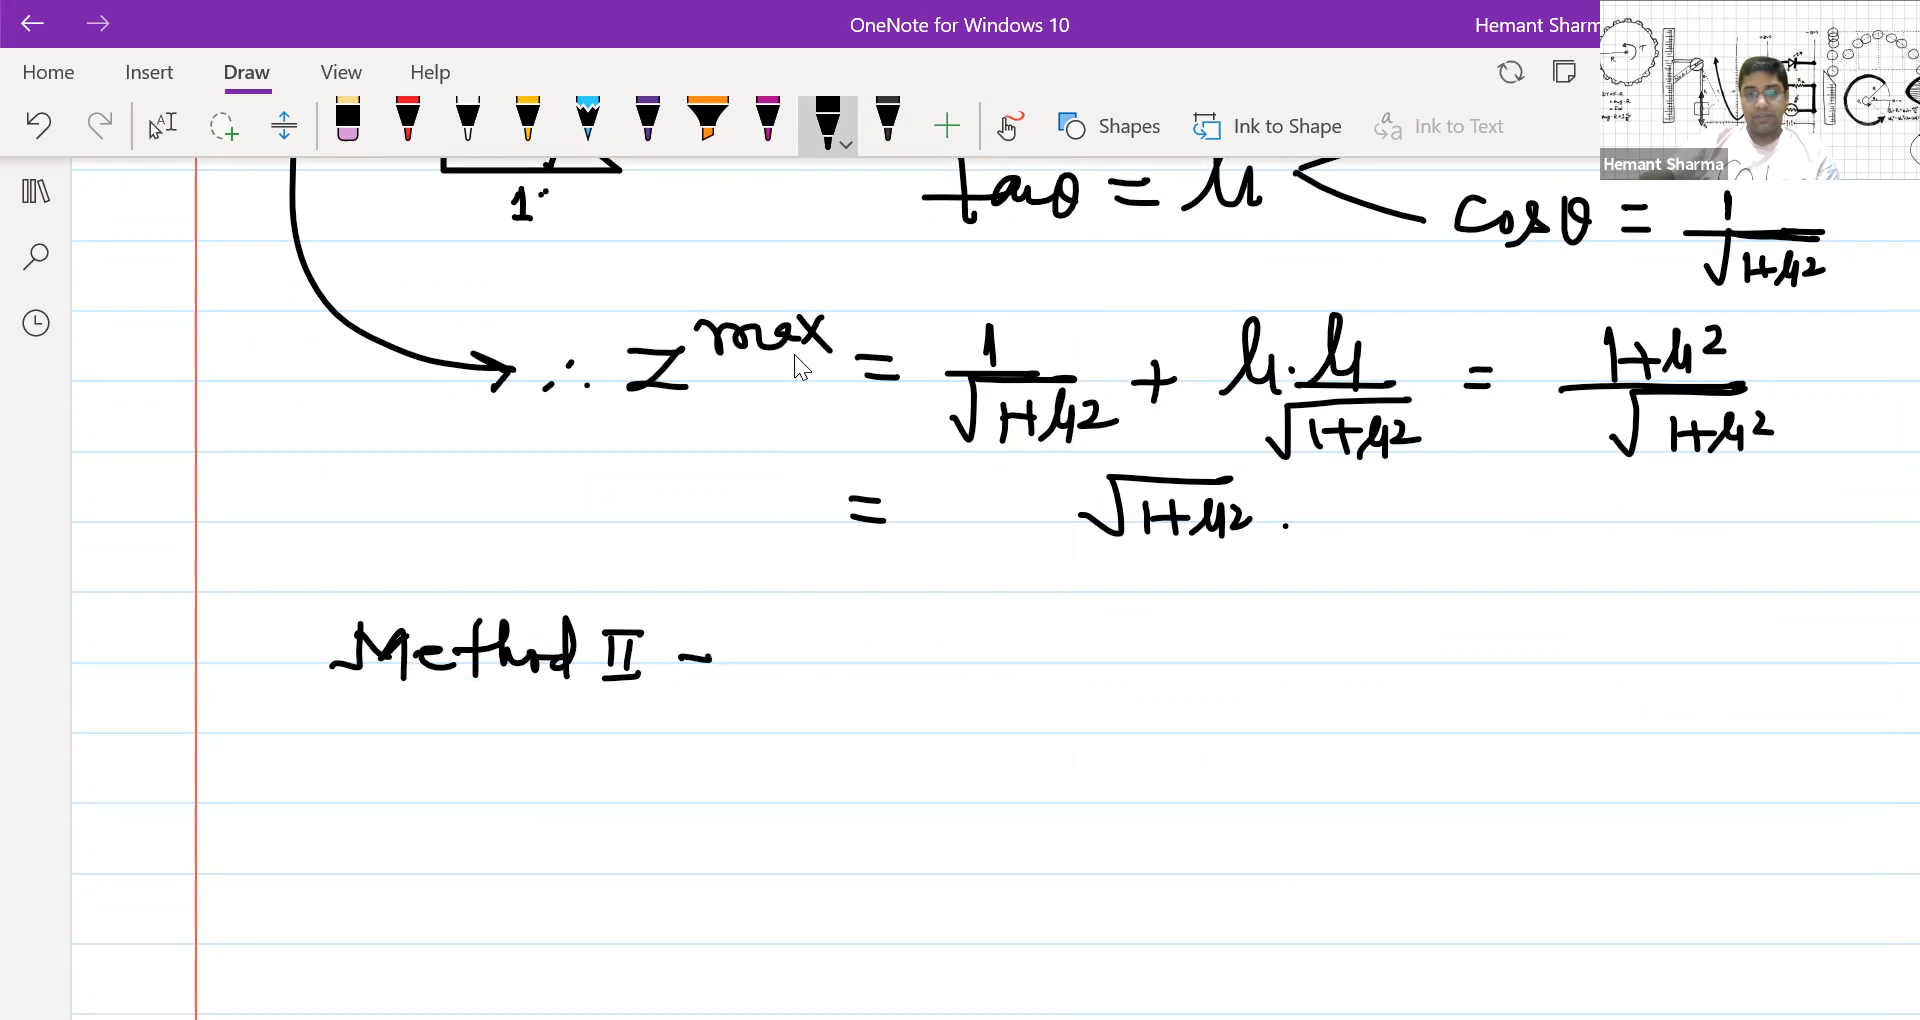 OneNote for Windows 10
Hemant Sharm
Home Insert Draw View Help
Shapes Ink to Shape Ink to Text
Hemant Sharma
1
tanθ = μ
cosθ = 1/√(1+μ²)
∴ Z^max = 1/√(1+μ²) + μ·μ/√(1+μ²) = (1+μ²)/√(1+μ²)
= √(1+μ²).
Method II -